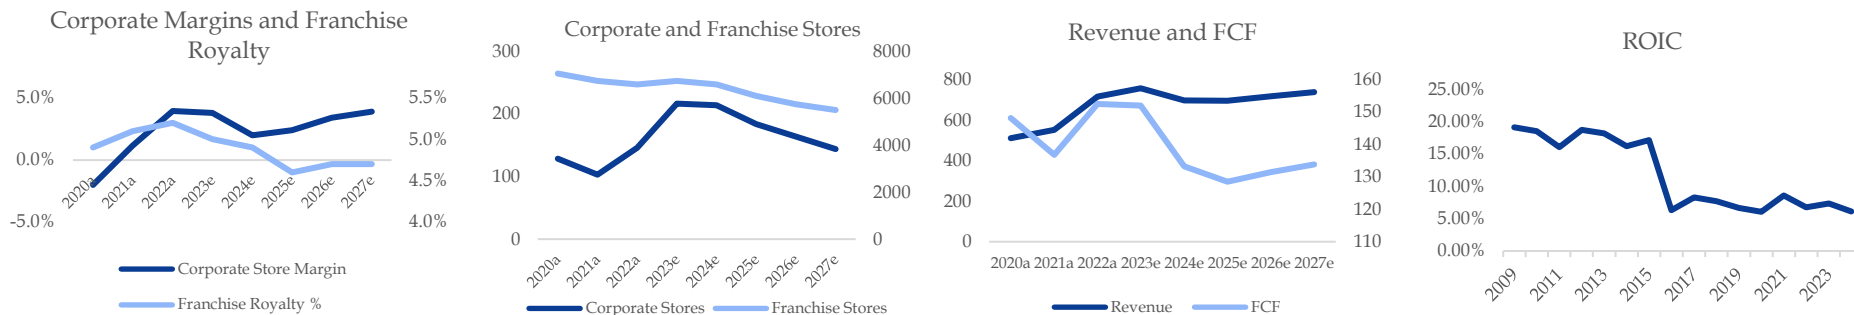 Corporate Margins and Franchise
Royalty
5.0%
0.0%
-5.0%
5.5%
5.0%
4.5%
4.0%
2020a
2021a
2022a
2023e
2024e
2025e
2026e
2027e
Corporate Store Margin
Franchise Royalty %
Corporate and Franchise Stores
300
200
100
0
8000
6000
4000
2000
0
2020a
2021a
2022a
2023e
2024e
2025e
2026e
2027e
Corporate Stores Franchise Stores
Revenue and FCF
800
600
400
200
0
160
150
140
130
120
110
2020a 2021a 2022a 2023e 2024e 2025e 2026e 2027e
Revenue FCF
ROIC
25.00%
20.00%
15.00%
10.00%
5.00%
0.00%
2009
2011
2013
2015
2017
2019
2021
2023